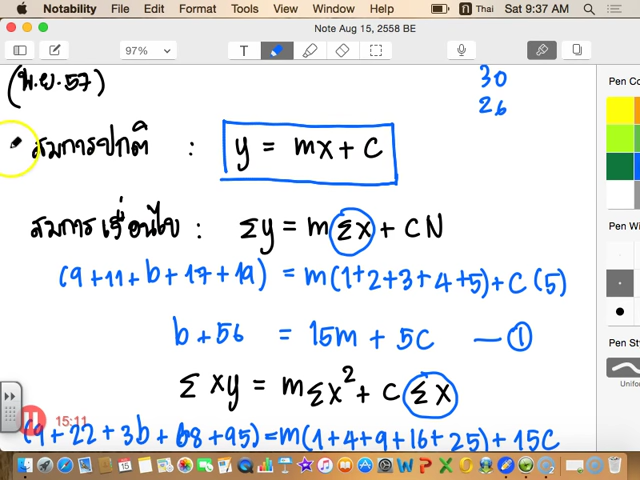 Notability File Edit Format Tools View Window Help Thai Sat 9:37 AM
Note Aug 15, 2558 BE
97% T
(พ.ย. 57)
30
26
Pen Co
สมการปกติ : y = mx + c
Pen Wi
สมการเงื่อนไข : Σy = mΣx + CN
(9+11+b+17+19) = m(1+2+3+4+5)+C(5)
b+56 = 15m + 5C — ①
Pen Sty
Unifor
Σxy = mΣx² + CΣx
15:11
(9+22+3b+68+95)=m(1+4+9+16+25)+15C